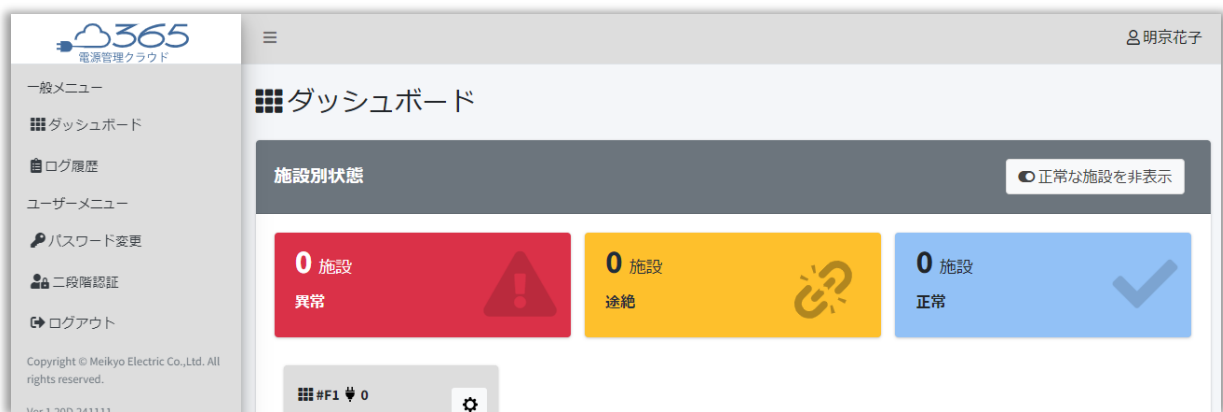 365
電源管理クラウド
明京花子
一般メニュー
ダッシュボード
ログ履歴
ユーザーメニュー
パスワード変更
二段階認証
ログアウト
Copyright © Meikyo Electric Co.,Ltd. All
rights reserved.
Ver 1.20D 241111
ダッシュボード
施設別状態
正常な施設を非表示
0 施設
異常
0 施設
途絶
0 施設
正常
#F1 0